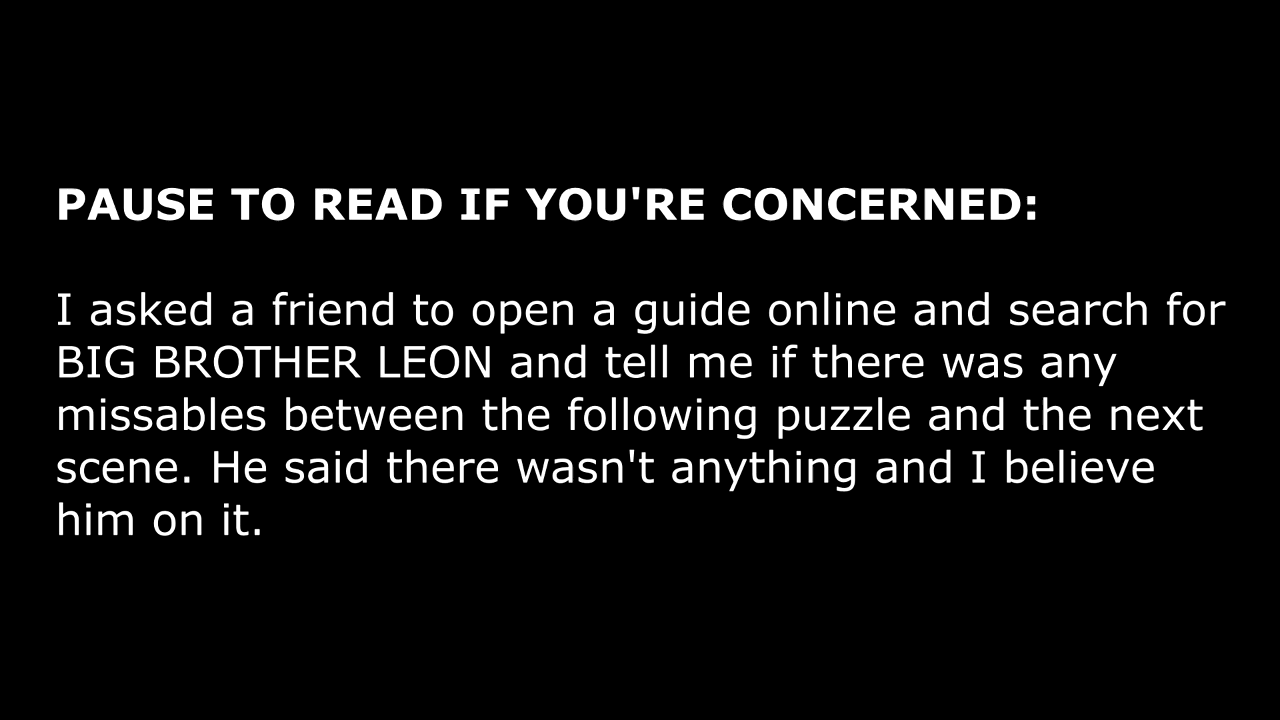 PAUSE TO READ IF YOU'RE CONCERNED:
I asked a friend to open a guide online and search for
BIG BROTHER LEON and tell me if there was any
missables between the following puzzle and the next
scene. He said there wasn't anything and I believe
him on it.